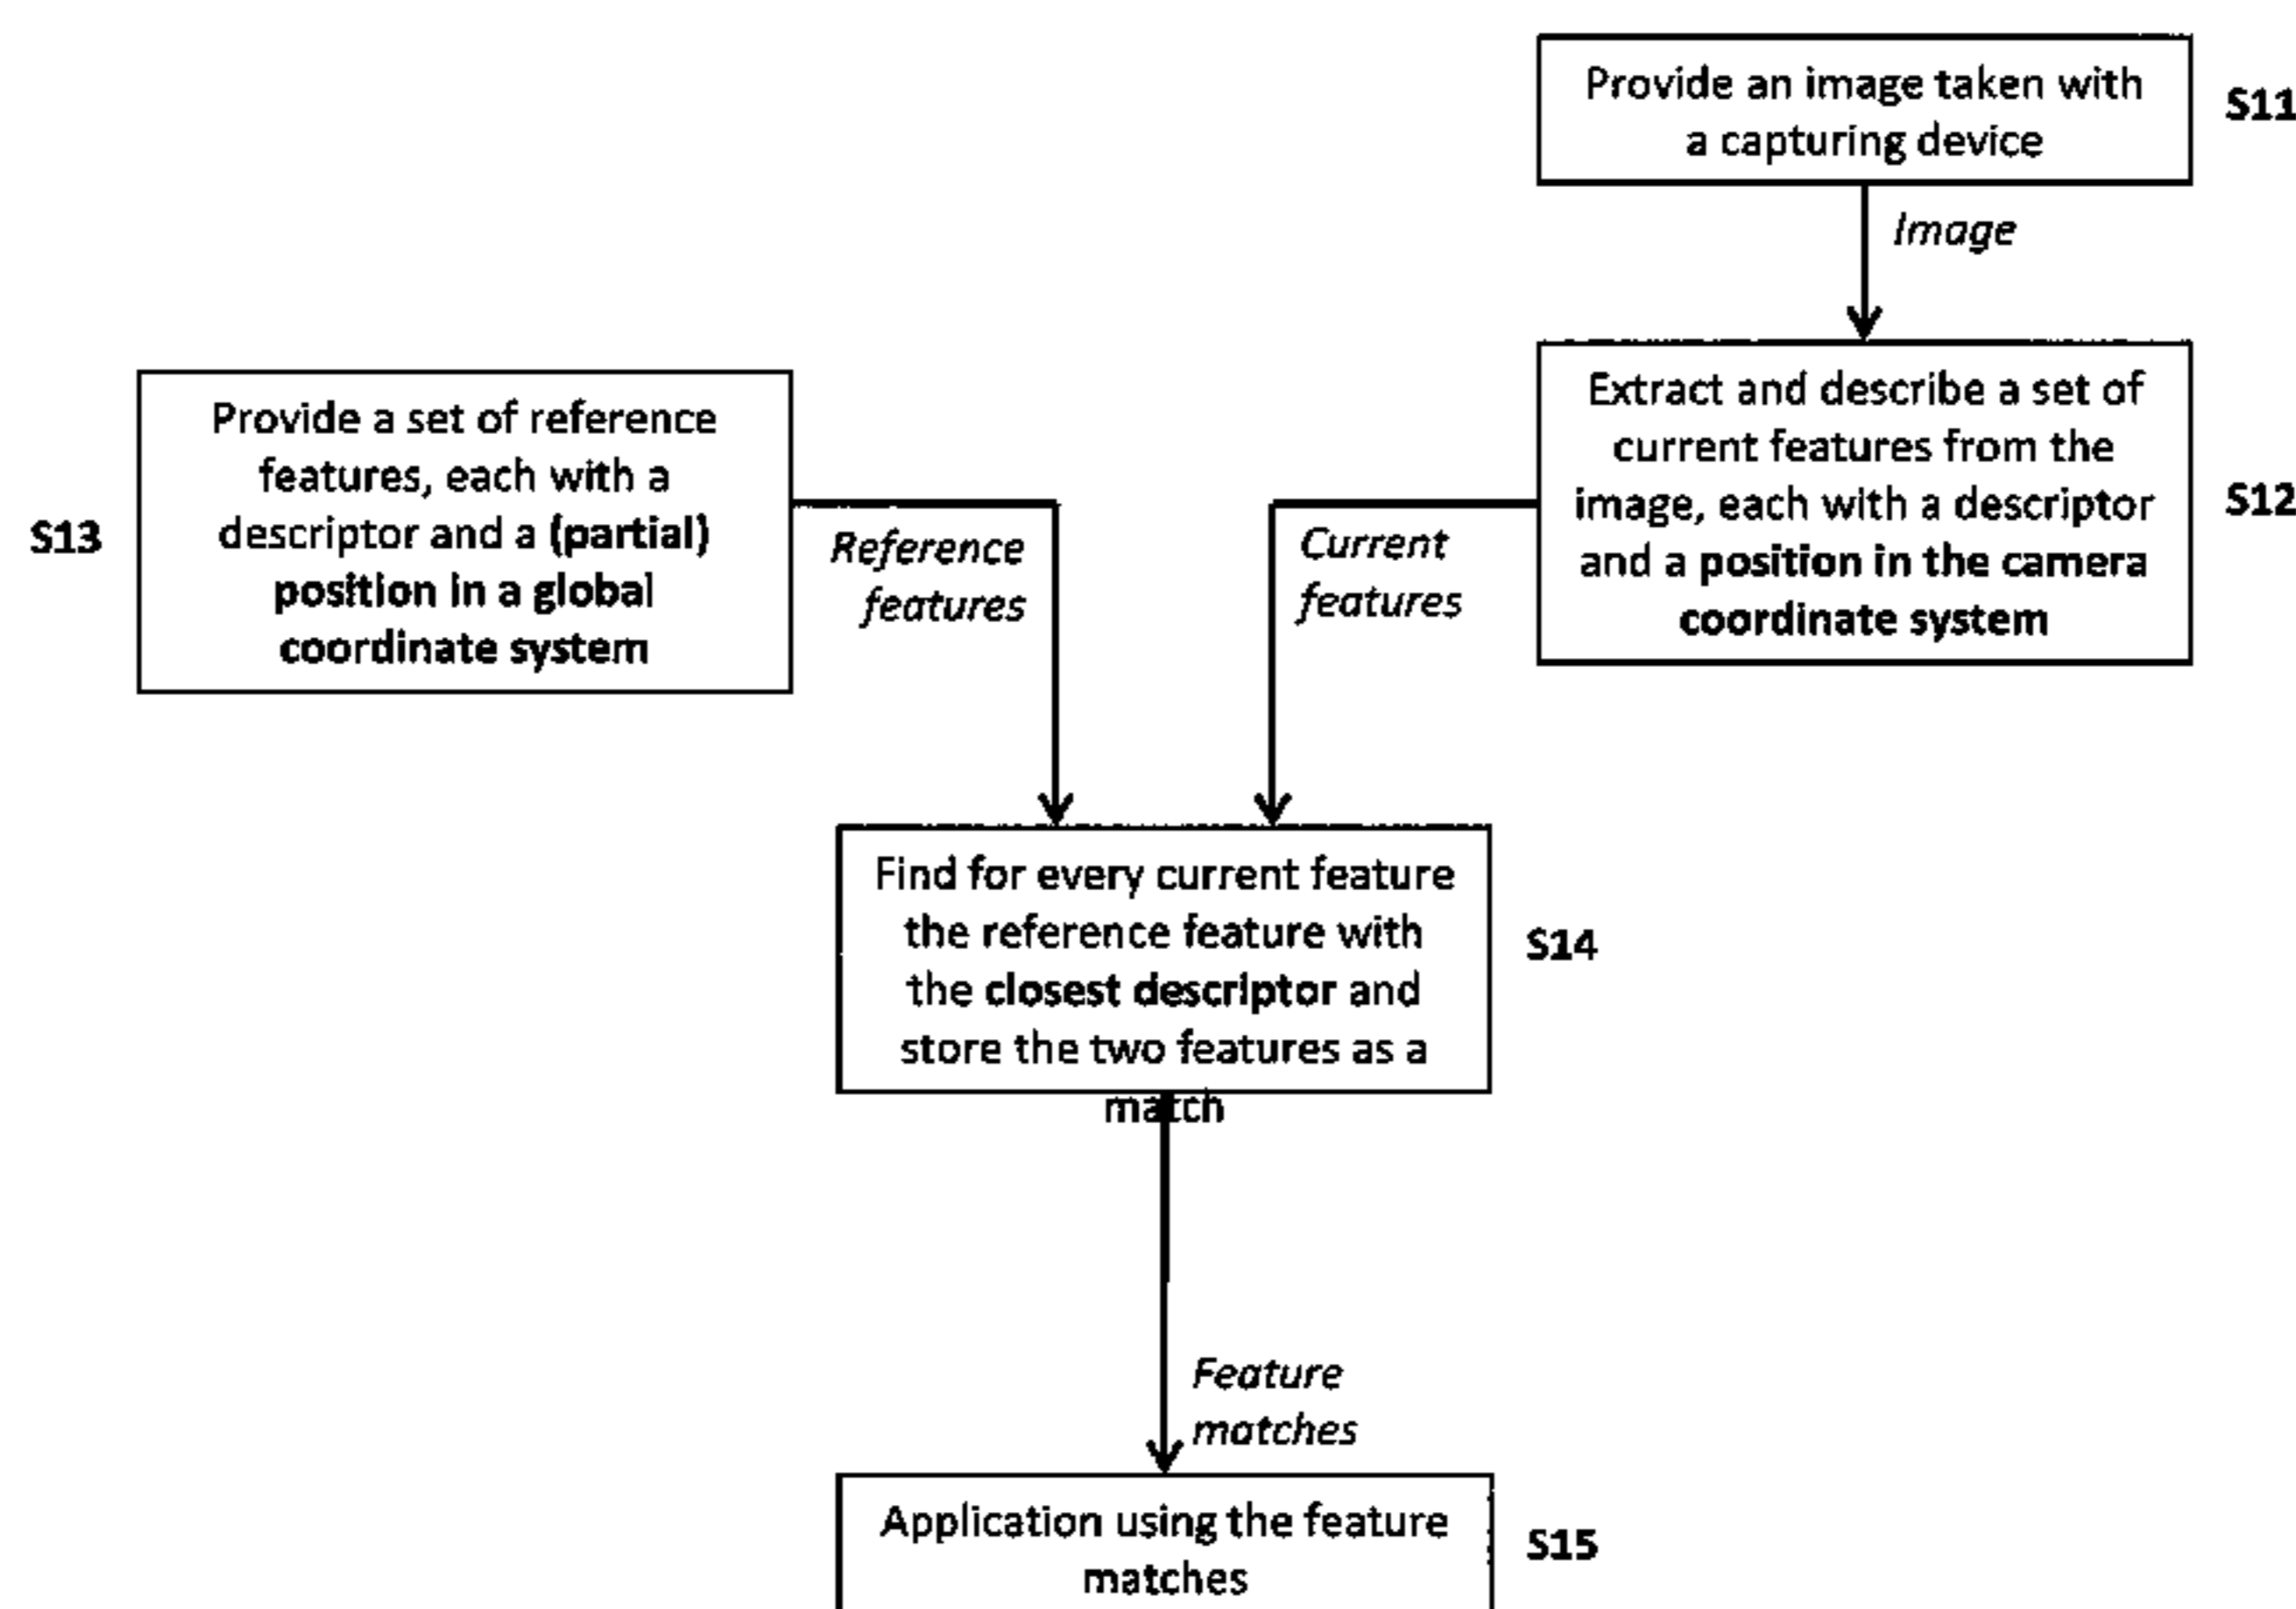 Provide an image taken with
a capturing device
S11
Image
Extract and describe a set of
current features from the
image, each with a descriptor
and a position in the camera
coordinate system
S12
Provide a set of reference
features, each with a
descriptor and a (partial)
position in a global
coordinate system
S13
Reference
features
Current
features
Find for every current feature
the reference feature with
the closest descriptor and
store the two features as a
match
S14
Feature
matches
Application using the feature
matches
S15